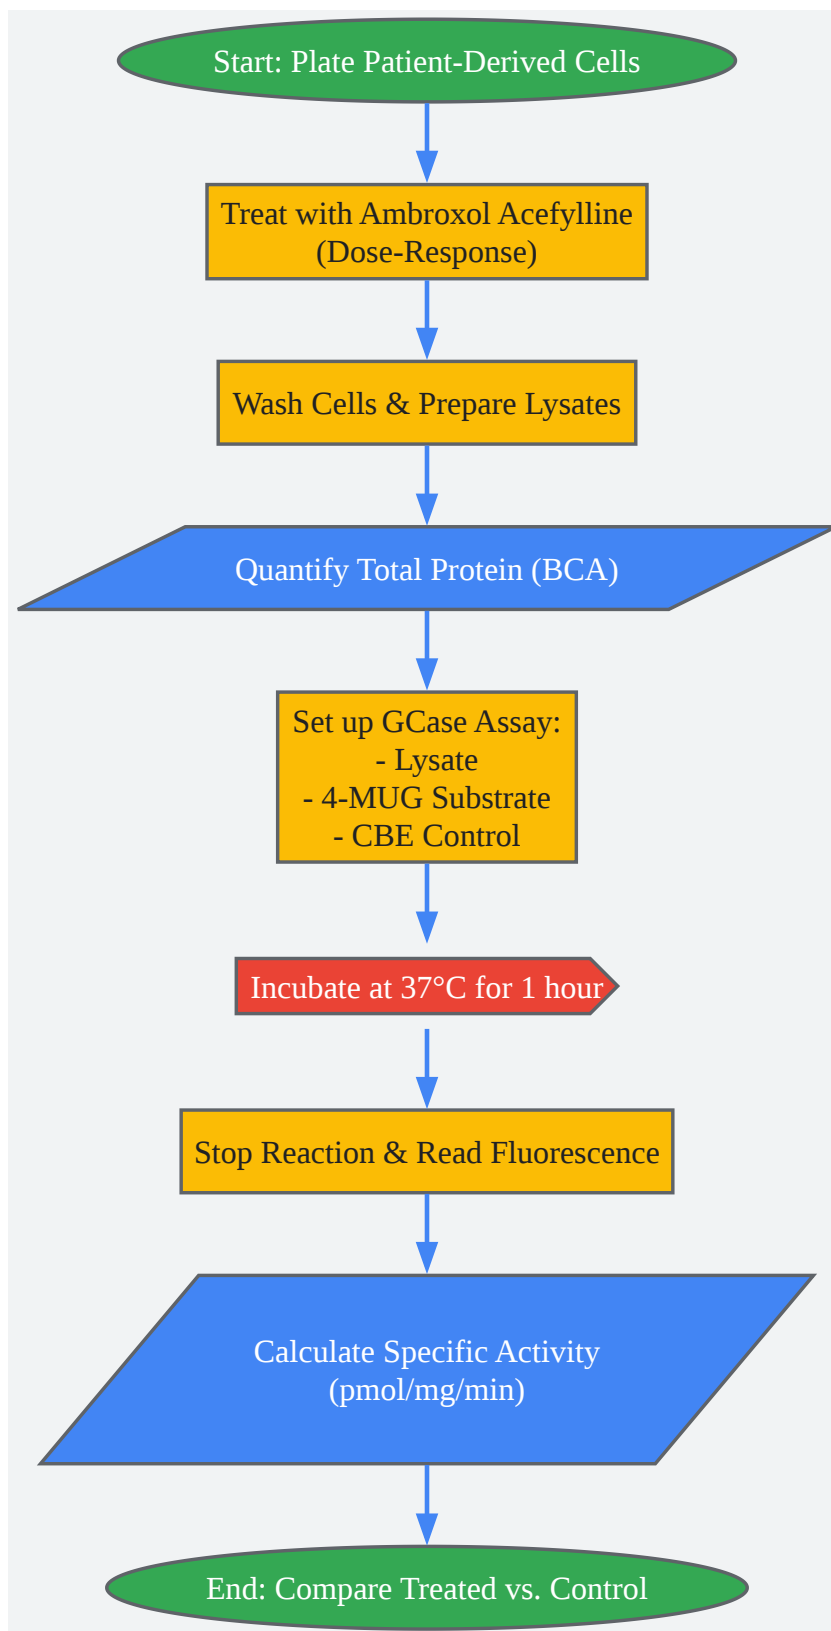 Start: Plate Patient-Derived Cells
Treat with Ambroxol Acefylline
(Dose-Response)
Wash Cells & Prepare Lysates
Quantify Total Protein (BCA)
Set up GCase Assay:
- Lysate
- 4-MUG Substrate
- CBE Control
Incubate at 37°C for 1 hour
Stop Reaction & Read Fluorescence
Calculate Specific Activity
(pmol/mg/min)
End: Compare Treated vs. Control